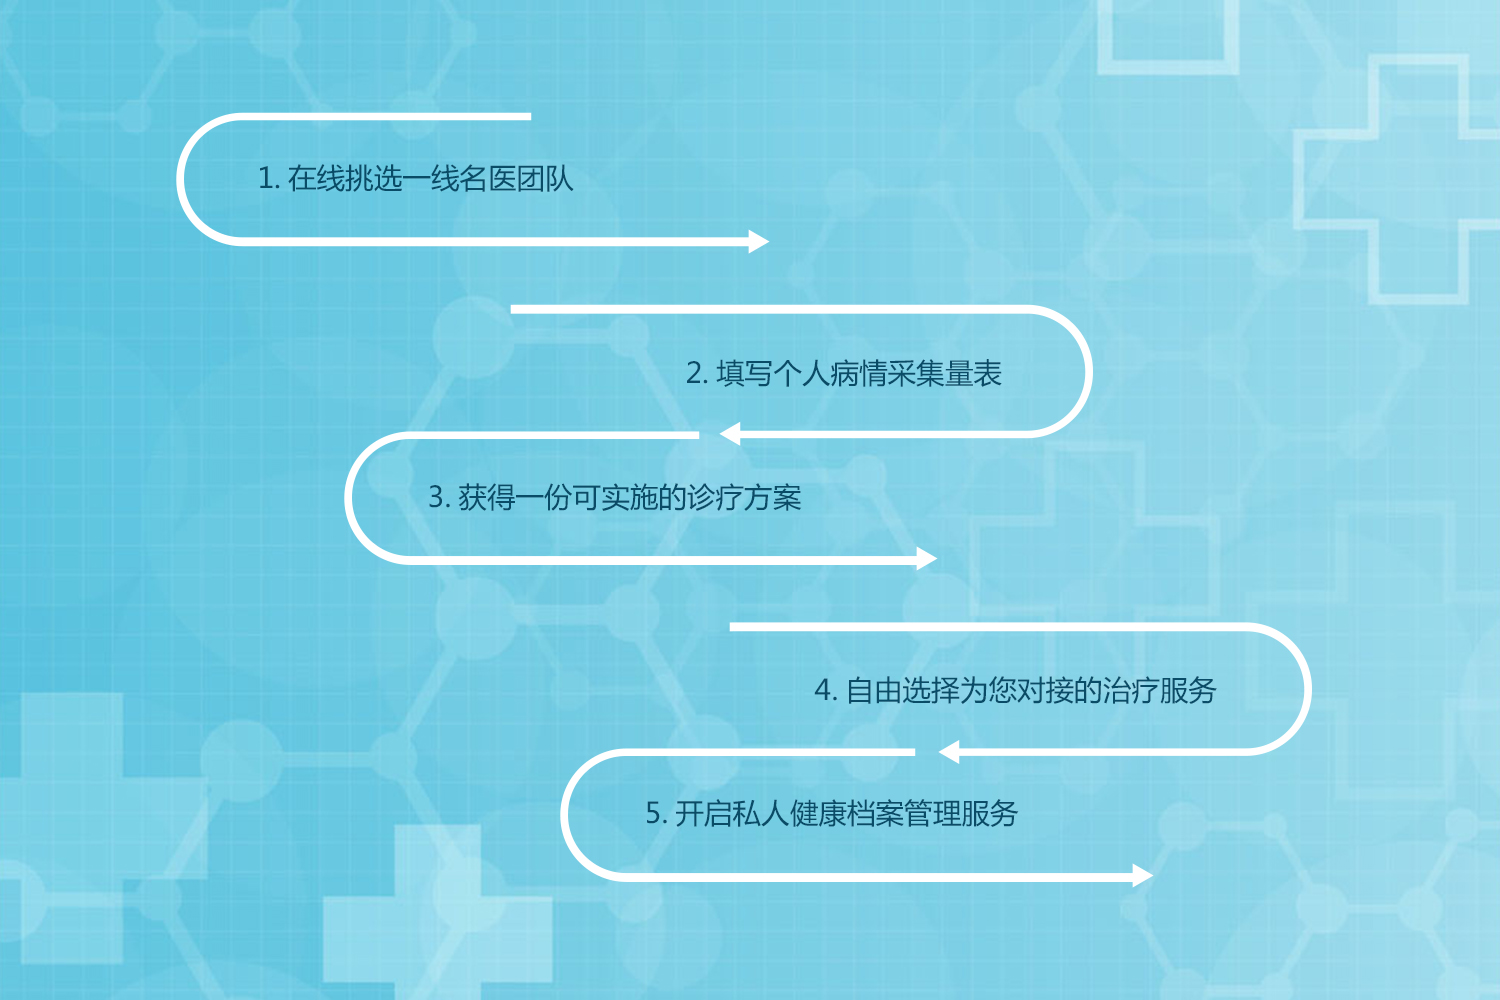 1. 在线挑选一线名医团队
2. 填写个人病情采集量表
3. 获得一份可实施的诊疗方案
4. 自由选择为您对接的治疗服务
5. 开启私人健康档案管理服务